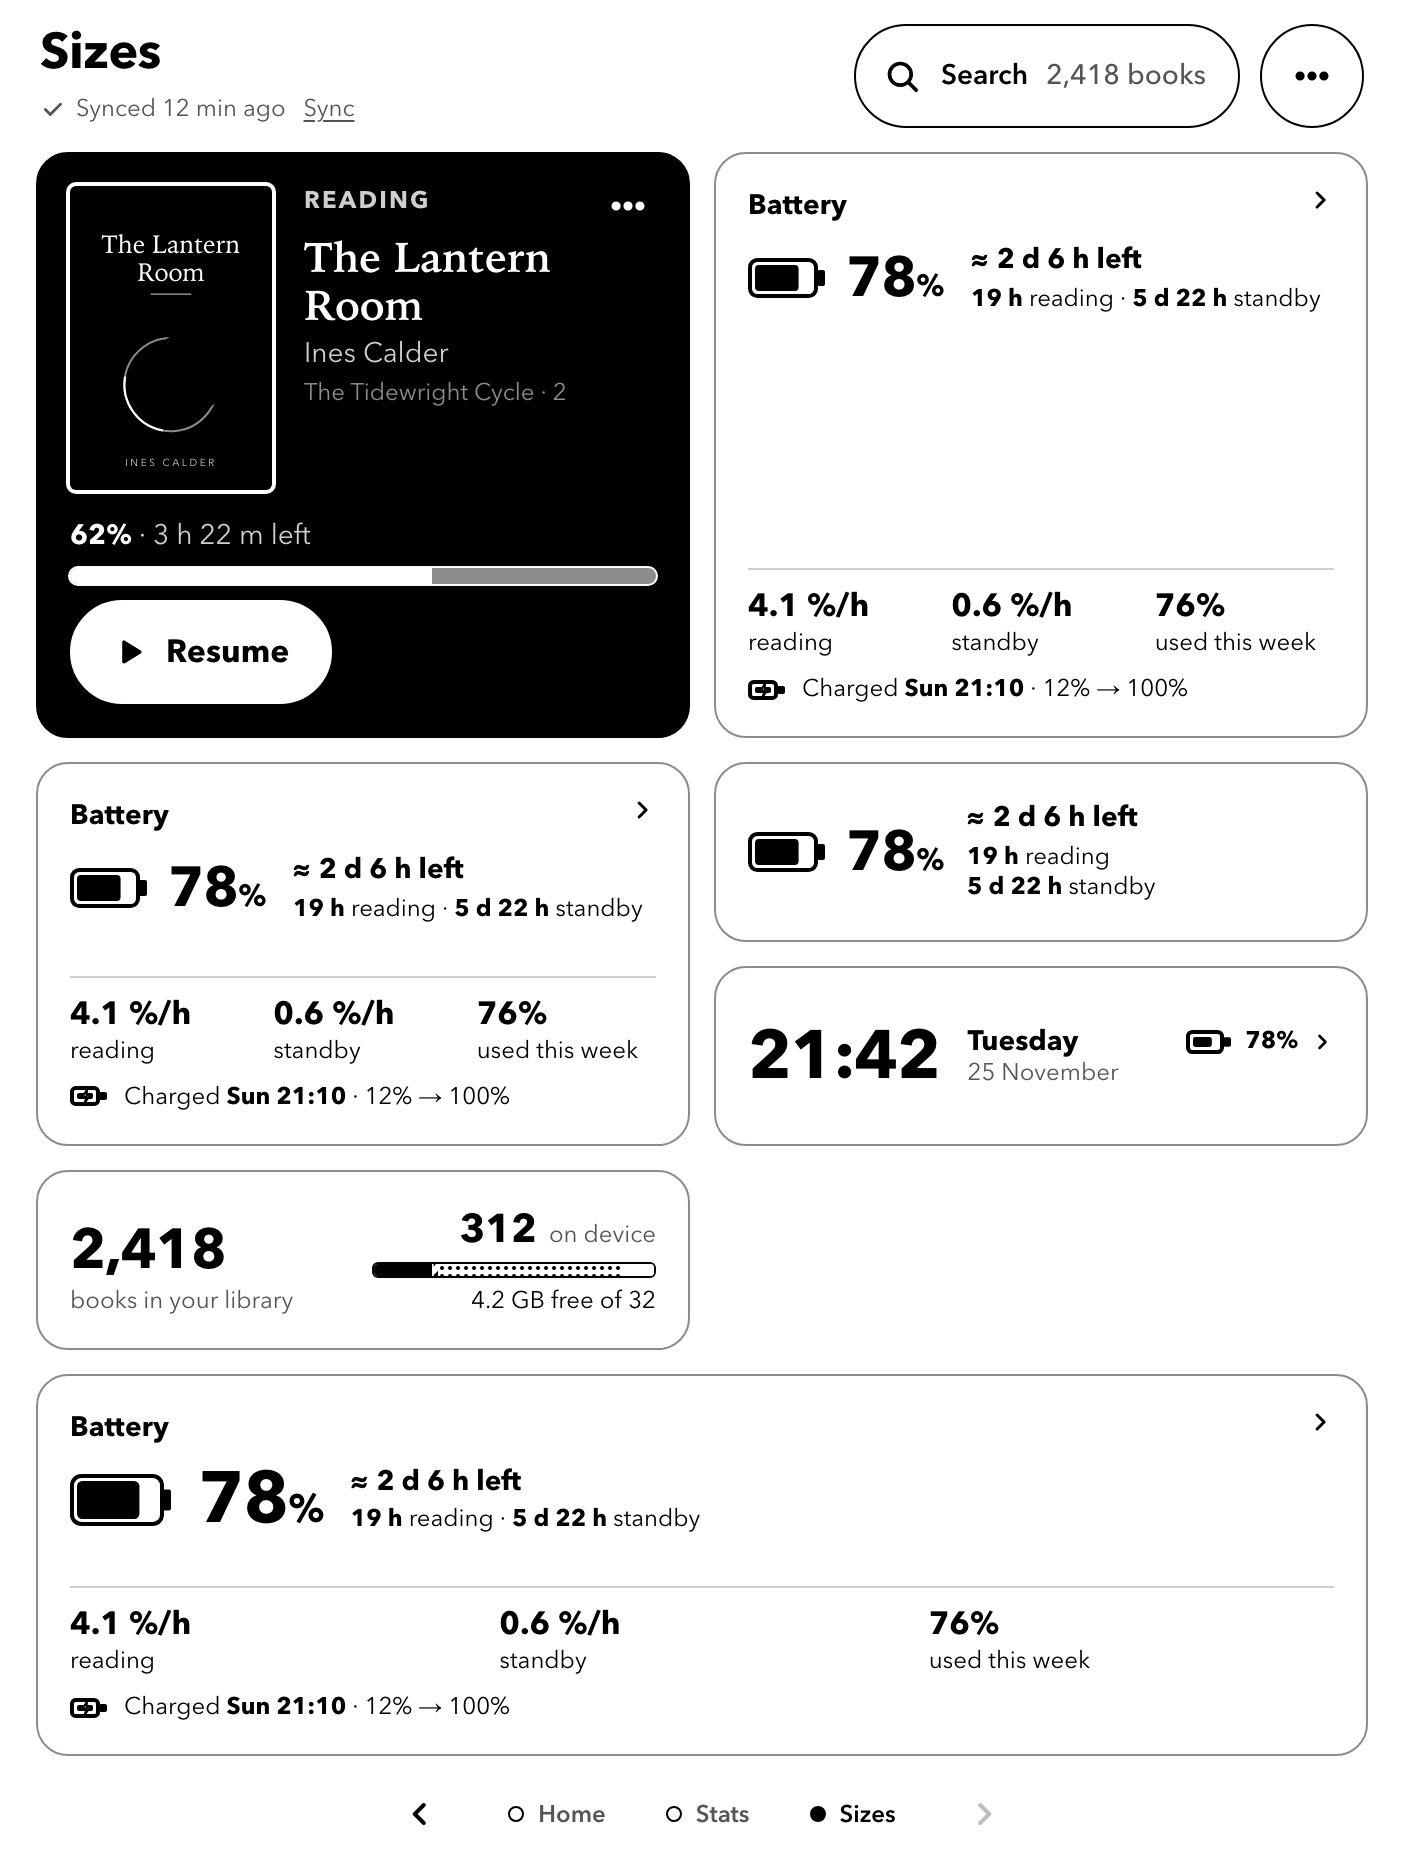 Sizes
Synced 12 min ago Sync
Search 2,418 books
The Lantern
Room
INES CALDER
READING
The Lantern
Room
Ines Calder
The Tidewright Cycle · 2
62% · 3 h 22 m left
Resume
Battery
78%
≈ 2 d 6 h left
19 h reading · 5 d 22 h standby
4.1 %/h 0.6 %/h 76%
reading standby used this week
Charged Sun 21:10 · 12% → 100%
Battery
78%
≈ 2 d 6 h left
19 h reading · 5 d 22 h standby
4.1 %/h 0.6 %/h 76%
reading standby used this week
Charged Sun 21:10 · 12% → 100%
78%
≈ 2 d 6 h left
19 h reading
5 d 22 h standby
21:42
Tuesday
25 November
78%
2,418
books in your library
312 on device
4.2 GB free of 32
Battery
78%
≈ 2 d 6 h left
19 h reading · 5 d 22 h standby
4.1 %/h 0.6 %/h 76%
reading standby used this week
Charged Sun 21:10 · 12% → 100%
Home Stats Sizes